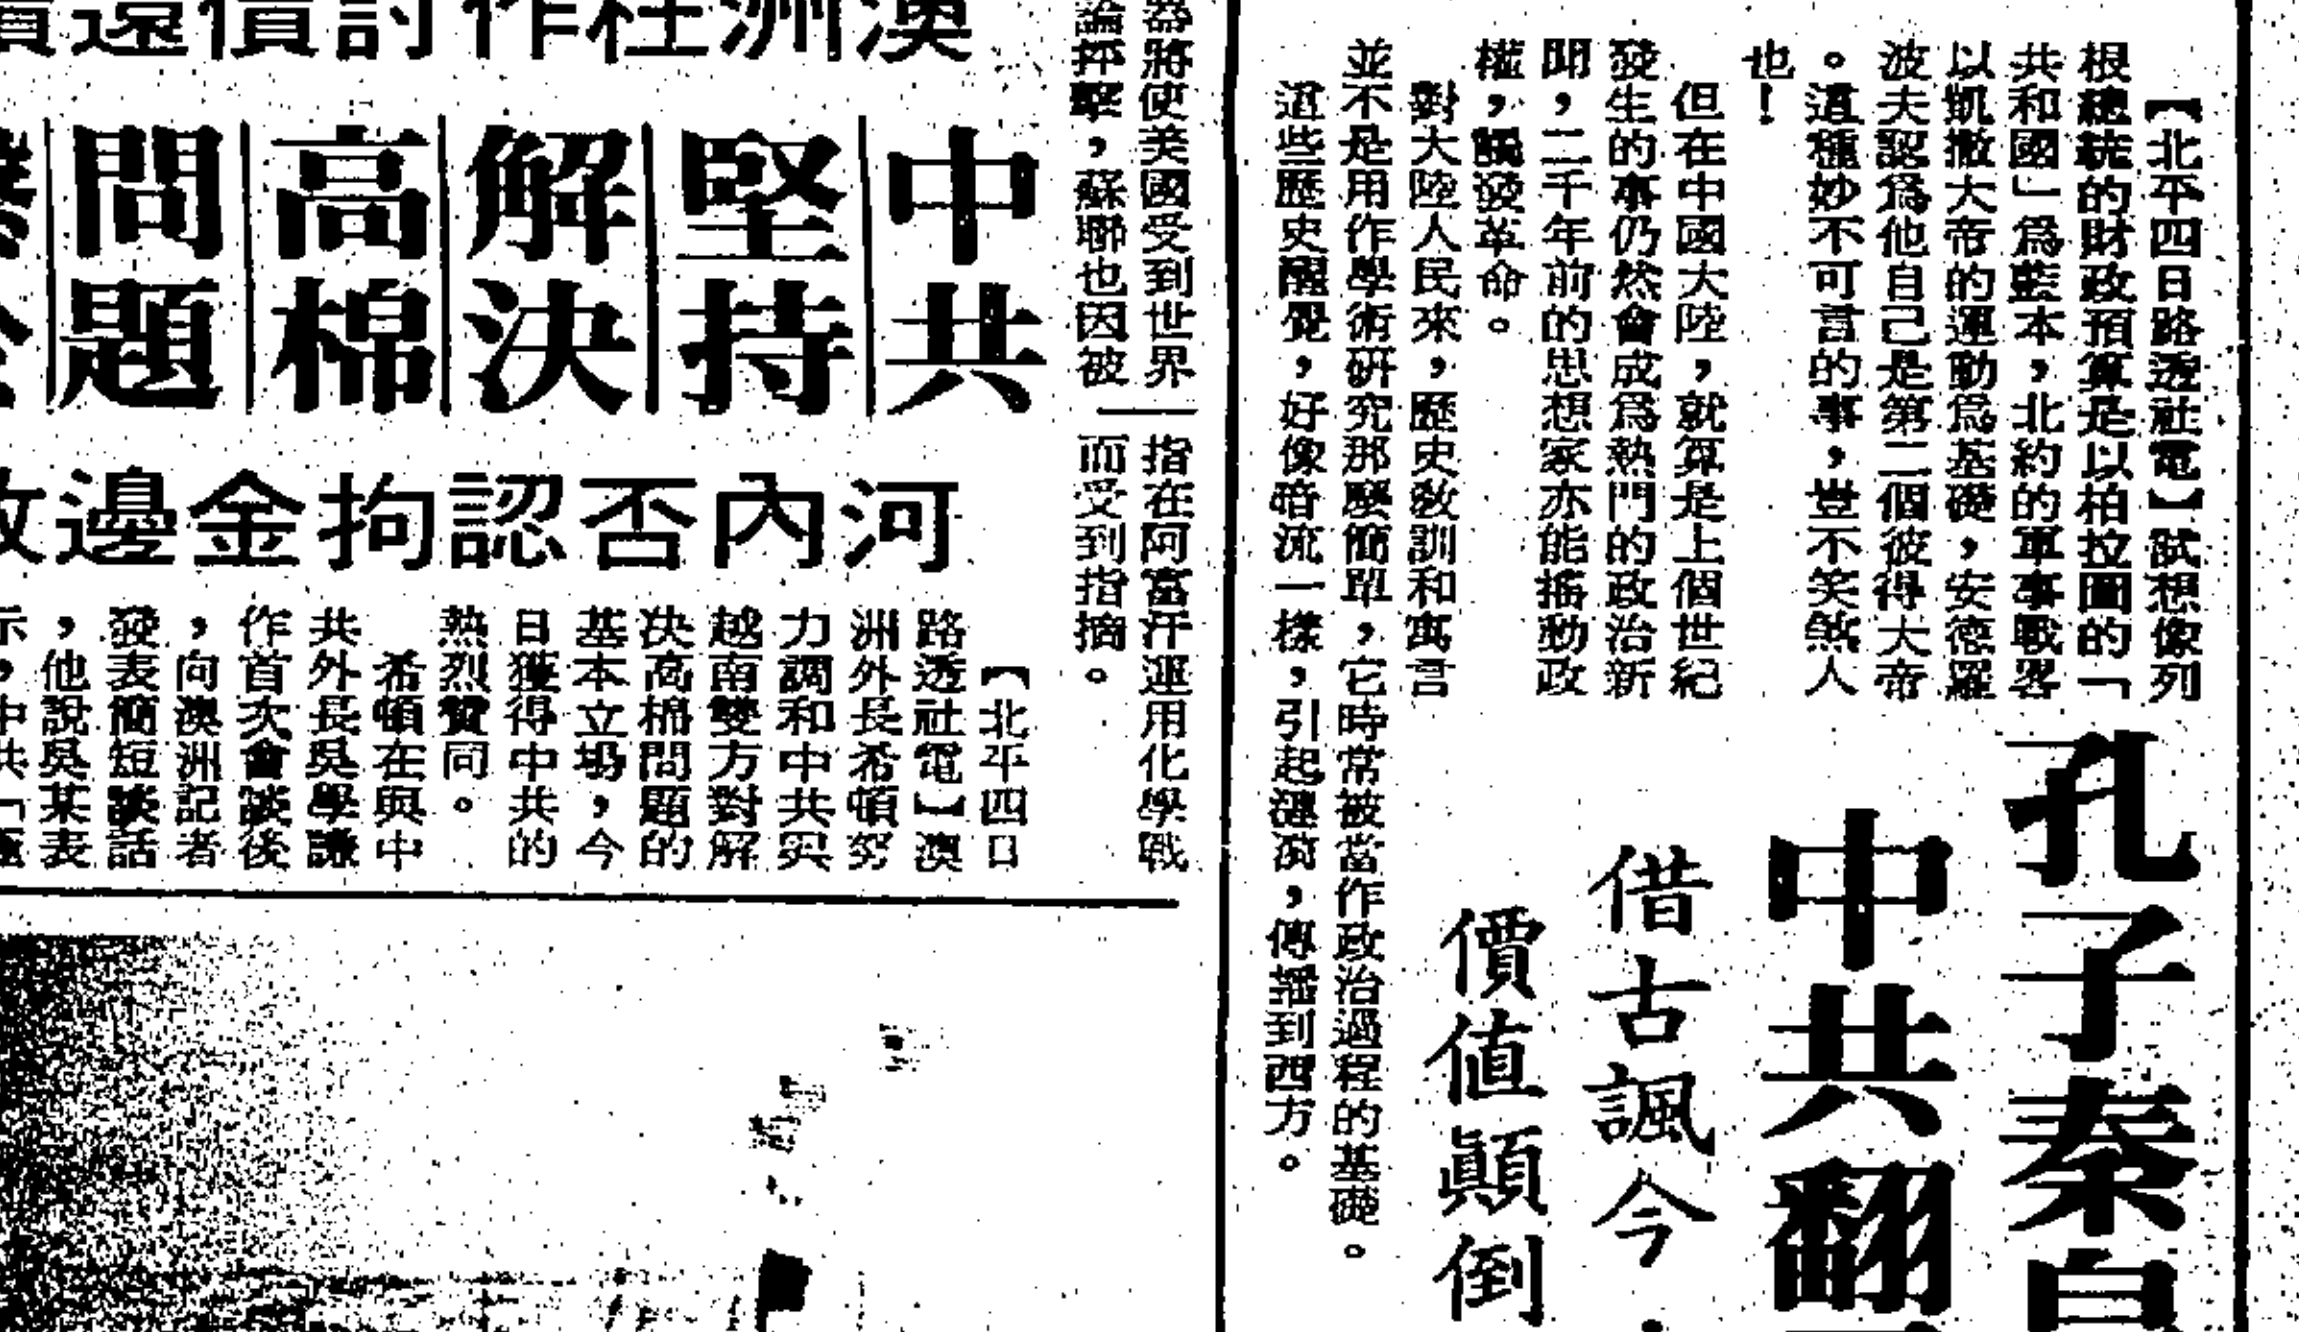 【北平四日路透社電】試想像列
根總統的財政預算是以柏拉圖的「
共和國」爲藍本，北約的軍事戰畧
以凱撒大帝的運動爲基礎，安德羅
波夫認爲他自己是第二個彼得大帝
。這種妙不可言的事，豈不笑煞人
也！
但在中國大陸，就算是上個世紀
發生的事仍然會成爲熱門的政治新
聞，二千年前的思想家亦能搖動政
權，觸發革命。
對大陸人民來，歷史教訓和寓言
並不是用作學術研究那麼簡單，它時常被當作政治過程的基礎。
這些歷史醒覺，好像暗流一樣，引起漣漪，傳播到西方。
孔子秦皇
中共翻
借古諷今
價值顛倒
器將使美國受到世界
論抨擊，蘇聯也因被
指在阿富汗運用化學戰
而受到指摘。
澳洲枉作討價還價
中共
堅持
解決
高棉
問題
河內否認拘金邊政
【北平四日
路透社電】澳
洲外長希頓努
力調和中共與
越南雙方對解
决高棉問題的
基本立場，今
日獲得中共的
熱烈贊同。
希頓在與中
共外長吳學謙
作首次會談後
，向澳洲記者
發表簡短談話
，他說吳某表
示，中共「極